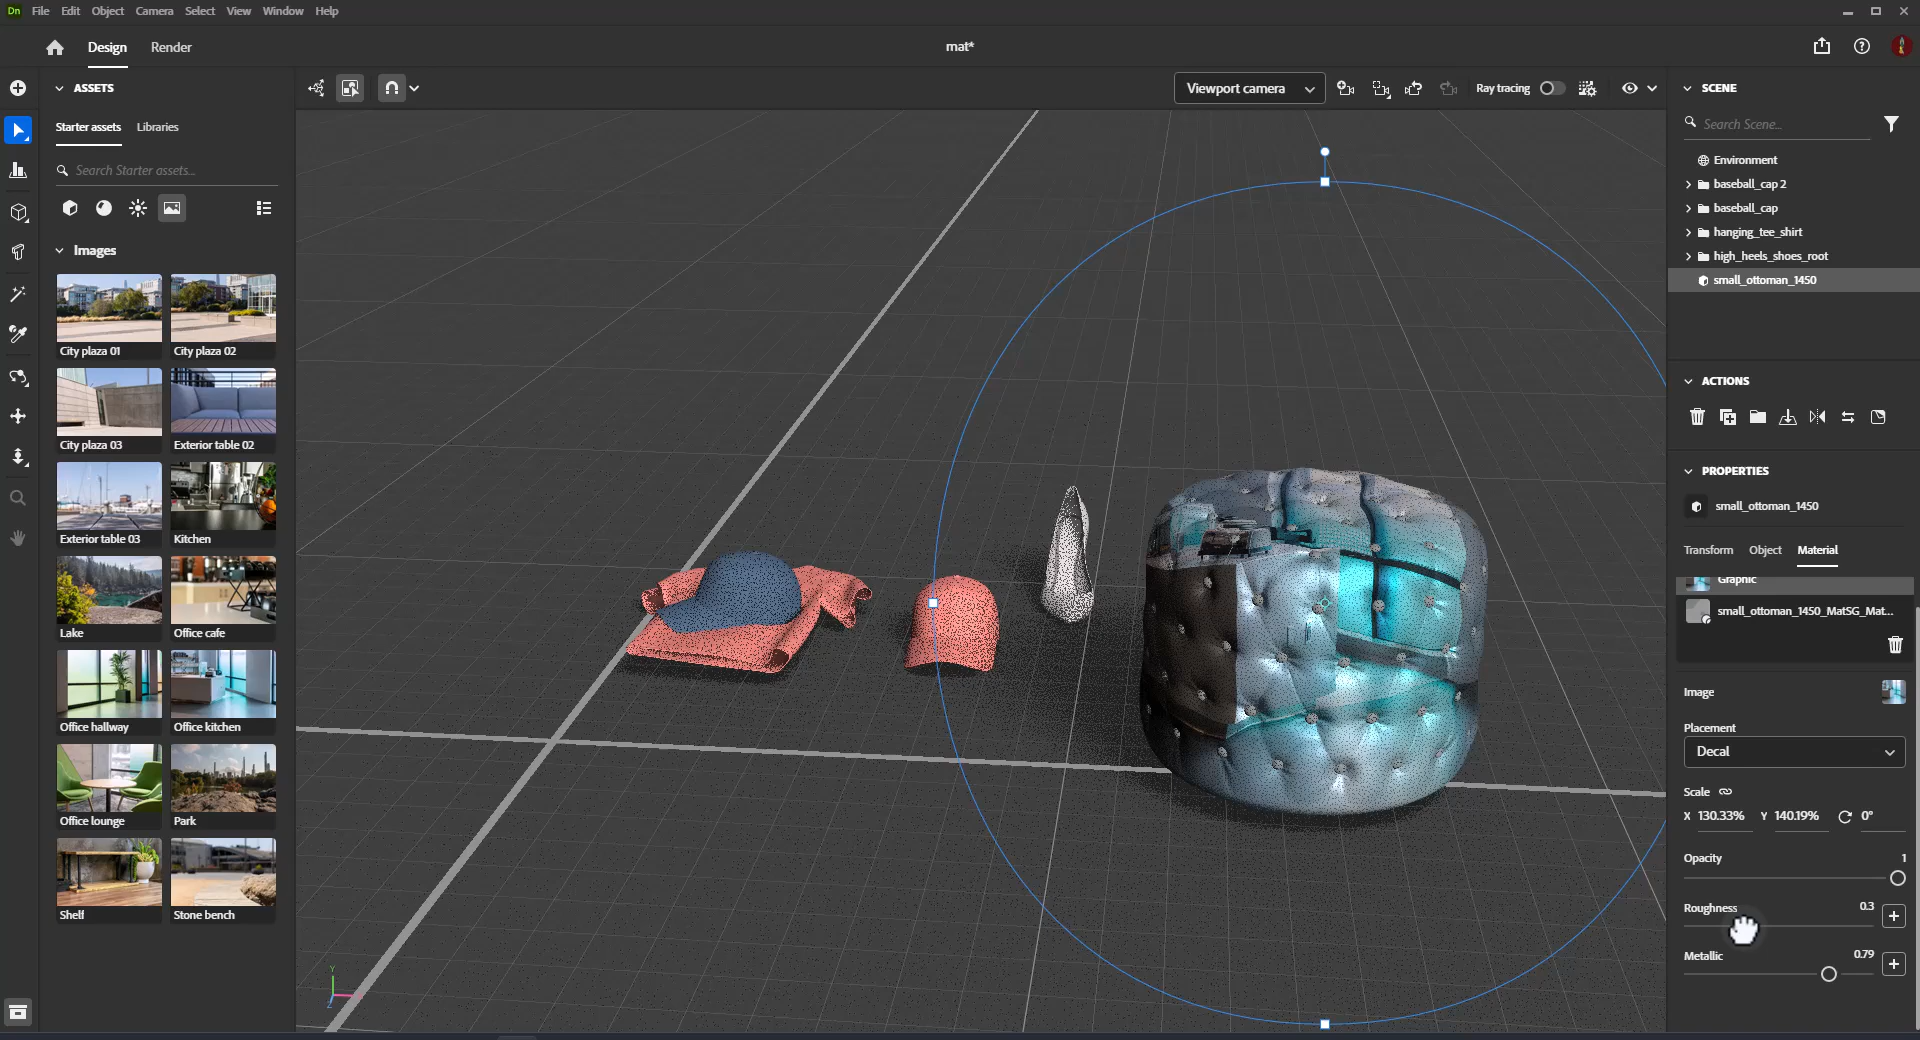 Dn File Edit Object Camera Select View Window Help
Design Render mat*
ASSETS
Starter assets Libraries
Search Starter assets...
Images
City plaza 01 City plaza 02
City plaza 03 Exterior table 02
Exterior table 03 Kitchen
Lake Office cafe
Office hallway Office kitchen
Office lounge Park
Shelf Stone bench
Viewport camera Ray tracing
Y
Z
SCENE
Search Scene...
Environment
baseball_cap 2
baseball_cap
hanging_tee_shirt
high_heels_shoes_root
small_ottoman_1450
ACTIONS
PROPERTIES
small_ottoman_1450
Transform Object Material
Graphic
small_ottoman_1450_MatSG_Mat...
Image
Placement
Decal
Scale
X 130.33% Y 140.19% 0°
Opacity 1
Roughness 0.3
Metallic 0.79